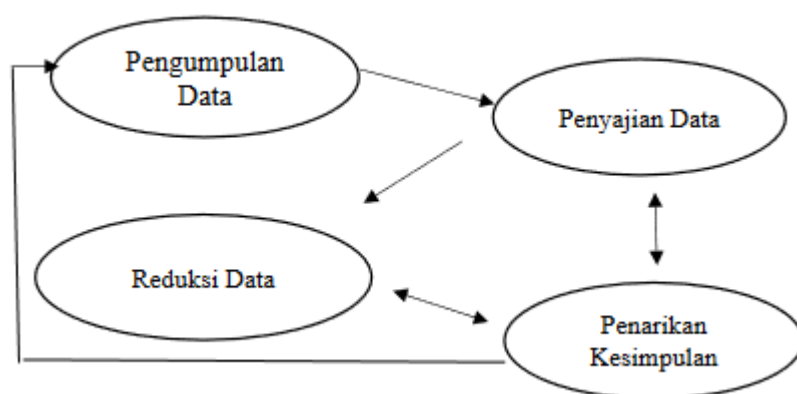 Pengumpulan
Data
Penyajian Data
Reduksi Data
Penarikan
Kesimpulan